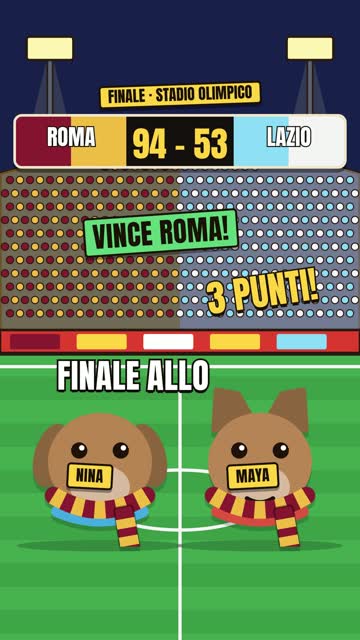 FINALE · STADIO OLIMPICO
ROMA
94 - 53
LAZIO
VINCE ROMA!
3 PUNTI!
FINALE ALLO
NINA
MAYA